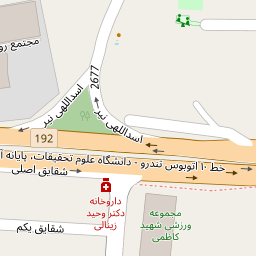 مجتمع رو
2677
اسداللهی نیر
اسداللهی نیر
192
خط ۱۰ اتوبوس تندرو - دانشگاه علوم تحقیقات، پایانه آ
شقایق اصلی
داروخانه
دکتر وحید
زینالی
مجموعه
ورزشی شهید
کاظمی
شقایق یکم